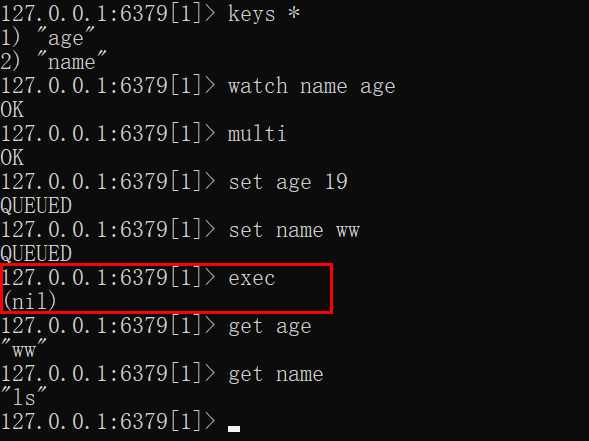 127.0.0.1:6379[1]> keys *
1) "age"
2) "name"
127.0.0.1:6379[1]> watch name age
OK
127.0.0.1:6379[1]> multi
OK
127.0.0.1:6379[1]> set age 19
QUEUED
127.0.0.1:6379[1]> set name ww
QUEUED
127.0.0.1:6379[1]> exec
(nil)
127.0.0.1:6379[1]> get age
"ww"
127.0.0.1:6379[1]> get name
"ls"
127.0.0.1:6379[1]>